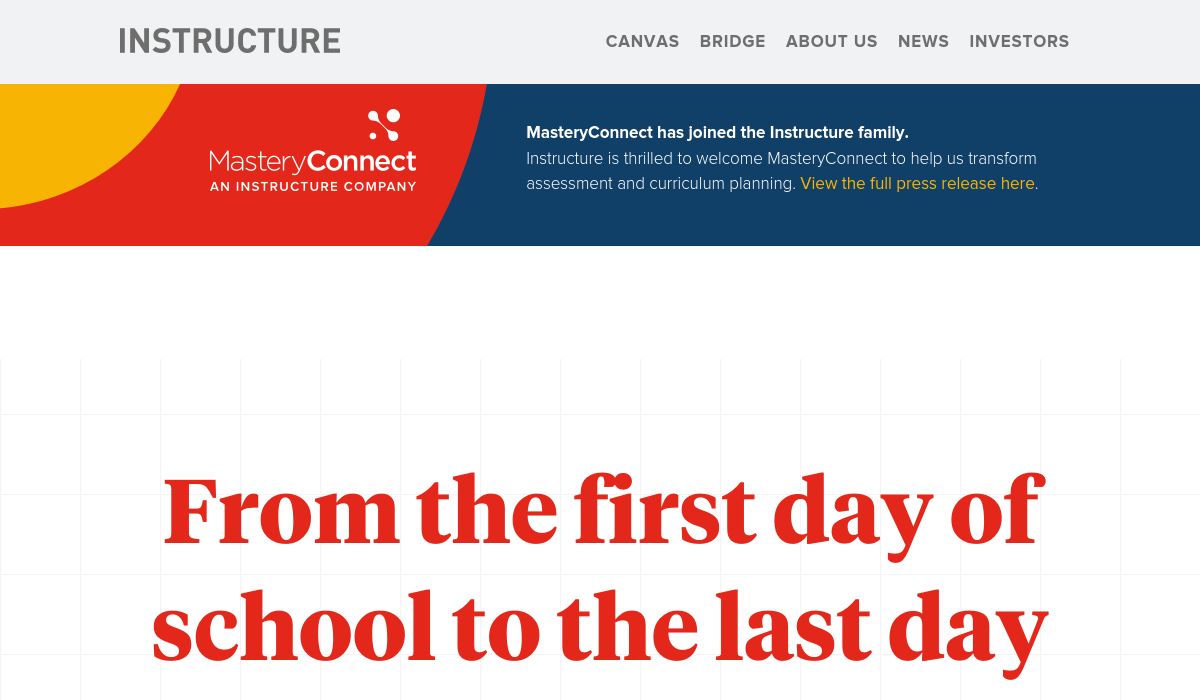 INSTRUCTURE
CANVAS BRIDGE ABOUT US NEWS INVESTORS
MasteryConnect
AN INSTRUCTURE COMPANY
MasteryConnect has joined the Instructure family.
Instructure is thrilled to welcome MasteryConnect to help us transform
assessment and curriculum planning. View the full press release here.
From the first day of
school to the last day